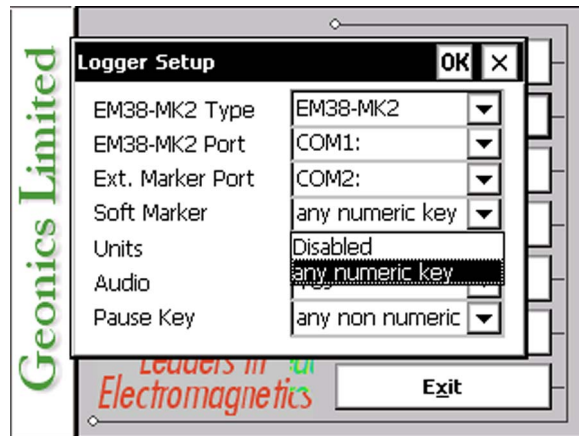 Geonics Limited
Logger Setup OK ×
EM38-MK2 Type EM38-MK2
EM38-MK2 Port COM1:
Ext. Marker Port COM2:
Soft Marker any numeric key
Units Disabled
any numeric key
Audio
Pause Key any non numeric
Leaders in
Electromagnetics
Exit